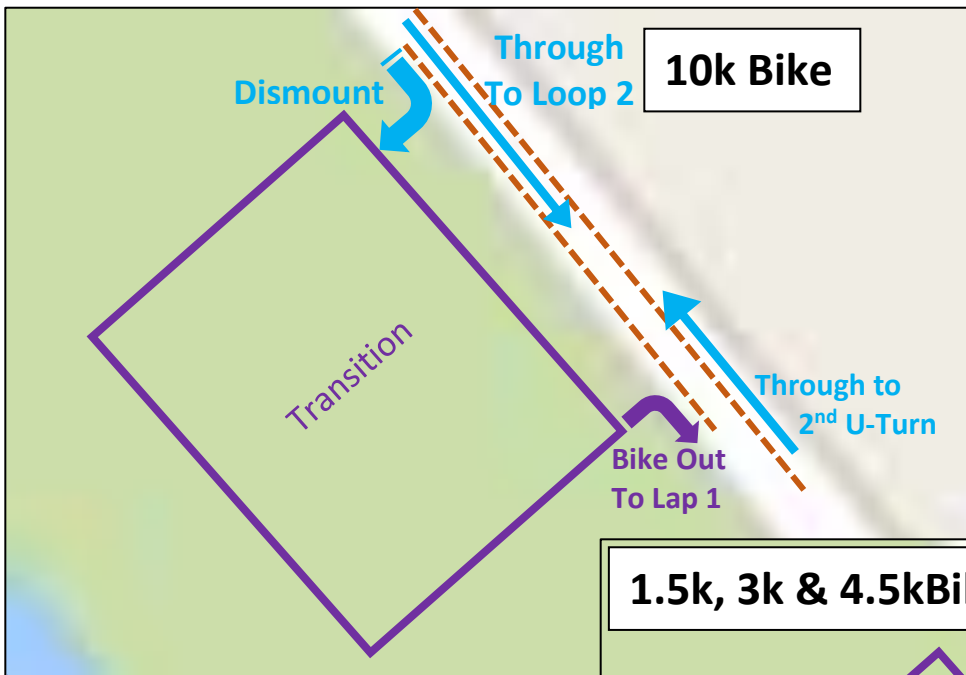 Through
To Loop 2
10k Bike
Dismount
Transition
Through to
2nd U-Turn
Bike Out
To Lap 1
1.5k, 3k & 4.5kBi